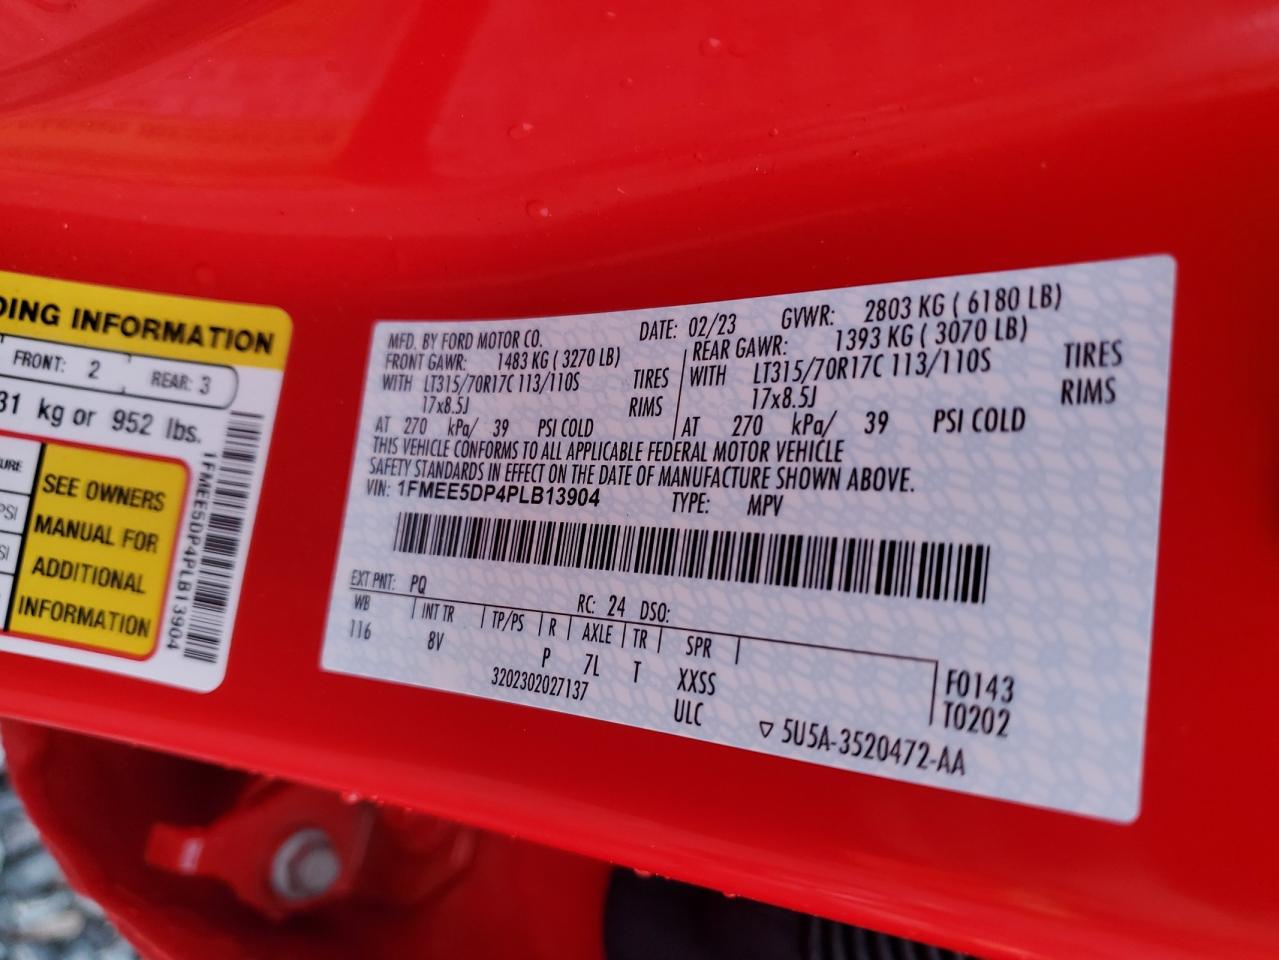 DING INFORMATION
FRONT: 2 REAR: 3
31 kg or 952 lbs.
PSI
SEE OWNERS
MANUAL FOR
ADDITIONAL
INFORMATION
1FMEE5DP4PLB13904
MFD. BY FORD MOTOR CO. DATE: 02/23 GVWR: 2803 KG ( 6180 LB)
FRONT GAWR: 1483 KG ( 3270 LB) REAR GAWR: 1393 KG ( 3070 LB)
WITH LT315/70R17C 113/110S TIRES WITH LT315/70R17C 113/110S TIRES
17x8.5J RIMS 17x8.5J RIMS
AT 270 kPa/ 39 PSI COLD AT 270 kPa/ 39 PSI COLD
THIS VEHICLE CONFORMS TO ALL APPLICABLE FEDERAL MOTOR VEHICLE
SAFETY STANDARDS IN EFFECT ON THE DATE OF MANUFACTURE SHOWN ABOVE.
VIN: 1FMEE5DP4PLB13904 TYPE: MPV
EXT PNT: PQ RC: 24 DSO:
WB INT TR TP/PS R AXLE TR SPR
116 8V P 7L T XXSS F0143
3202302027137 ULC T0202
5U5A-3520472-AA